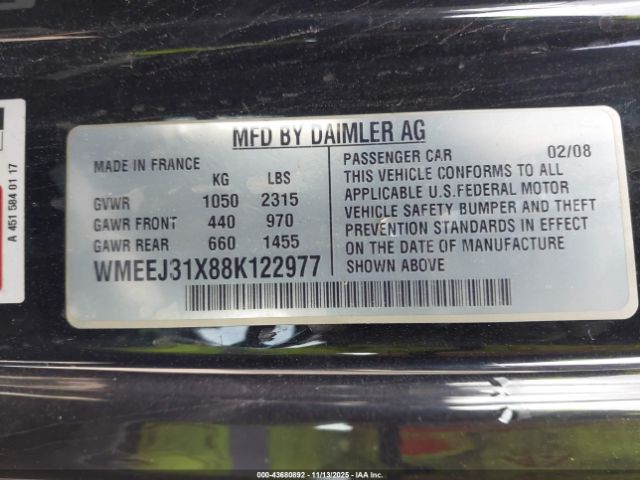 MFD BY DAIMLER AG
MADE IN FRANCE
KG LBS
GVWR 1050 2315
GAWR FRONT 440 970
GAWR REAR 660 1455
WMEEJ31X88K122977
PASSENGER CAR 02/08
THIS VEHICLE CONFORMS TO ALL
APPLICABLE U.S.FEDERAL MOTOR
VEHICLE SAFETY BUMPER AND THEFT
PREVENTION STANDARDS IN EFFECT
ON THE DATE OF MANUFACTURE
SHOWN ABOVE
A 451 584 01 17
000-43680892 - 11/13/2025 - IAA Inc.